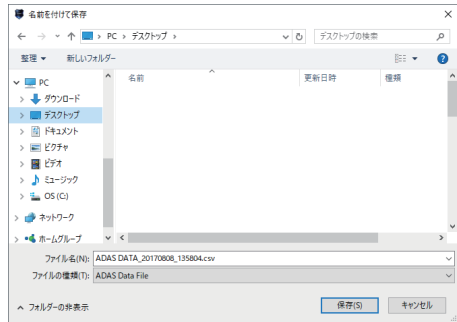 名前を付けて保存
PC › デスクトップ ›
デスクトップの検索
整理
新しいフォルダー
名前
更新日時
種類
PC
ダウンロード
デスクトップ
ドキュメント
ピクチャ
ビデオ
ミュージック
OS (C:)
ネットワーク
ホームグループ
ファイル名(N): ADAS DATA_20170808_135804.csv
ファイルの種類(T): ADAS Data File
フォルダーの非表示
保存(S)
キャンセル